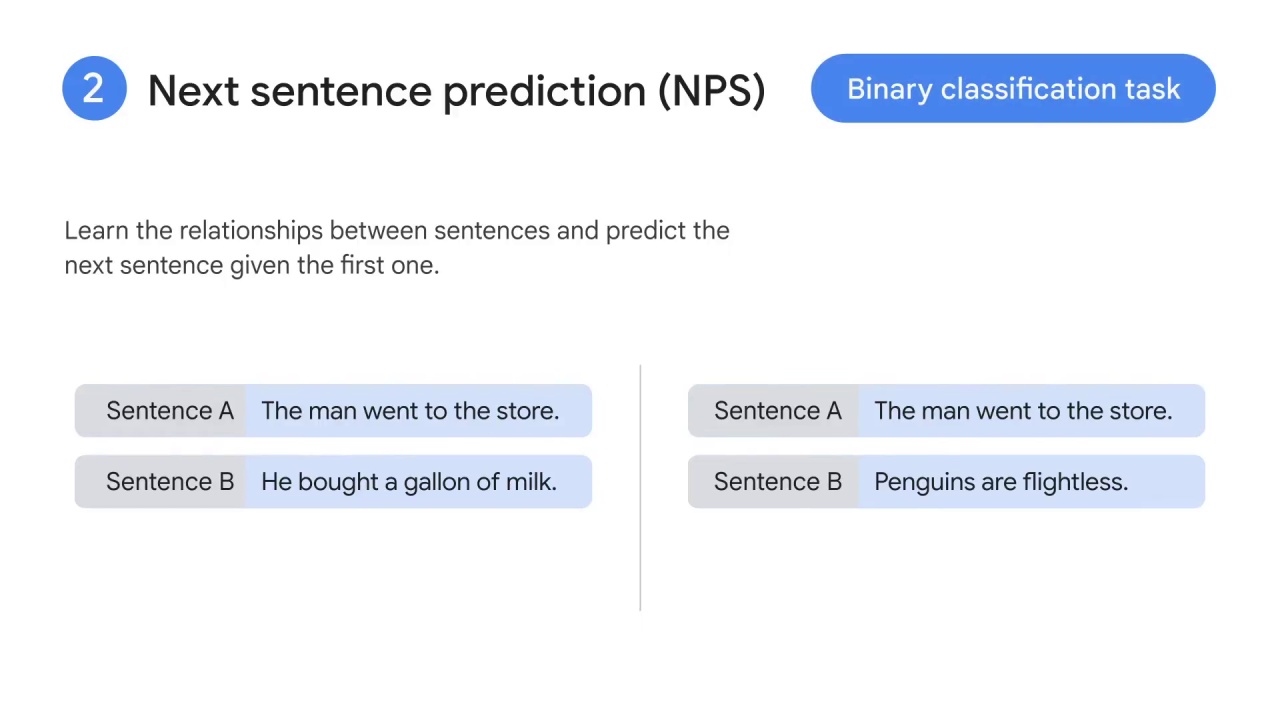 2 Next sentence prediction (NPS) Binary classification task
Learn the relationships between sentences and predict the
next sentence given the first one.
Sentence A The man went to the store.
Sentence B He bought a gallon of milk.
Sentence A The man went to the store.
Sentence B Penguins are flightless.